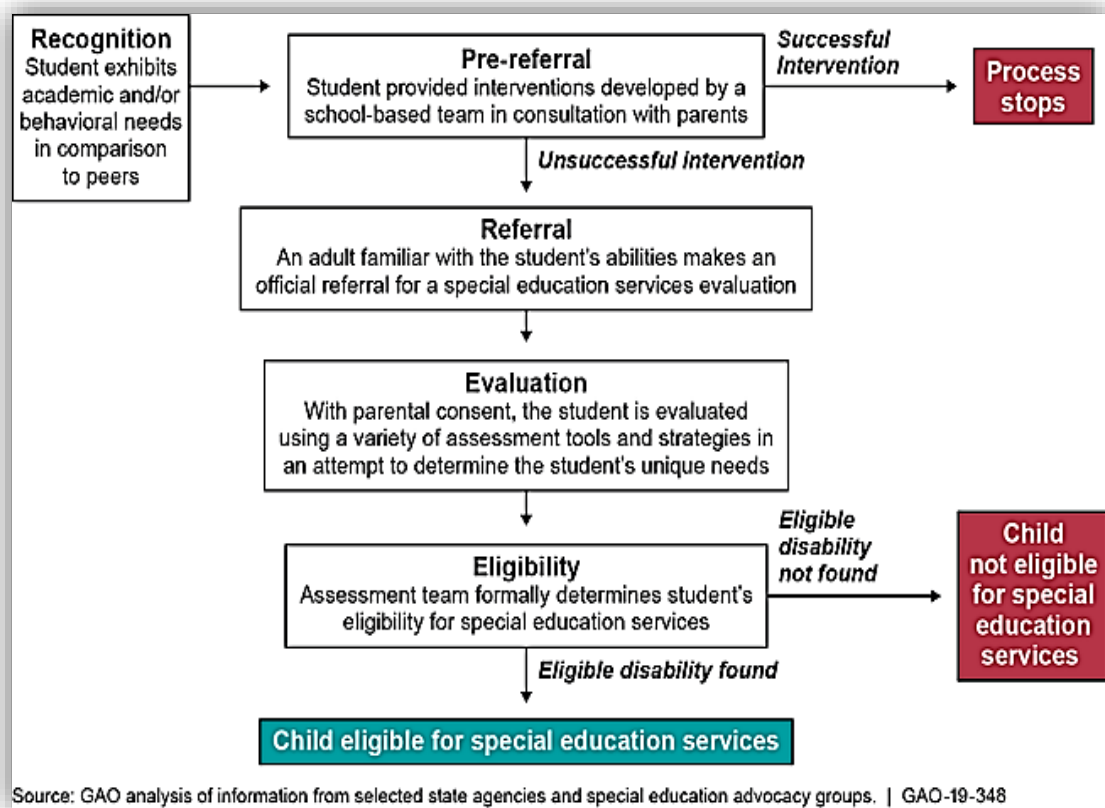 Recognition
Student exhibits
academic and/or
behavioral needs
in comparison
to peers
Pre-referral
Student provided interventions developed by a
school-based team in consultation with parents
Successful
Intervention
Process
stops
Unsuccessful intervention
Referral
An adult familiar with the student's abilities makes an
official referral for a special education services evaluation
Evaluation
With parental consent, the student is evaluated
using a variety of assessment tools and strategies in
an attempt to determine the student's unique needs
Eligibility
Assessment team formally determines student's
eligibility for special education services
Eligible
disability
not found
Child
not eligible
for special
education
services
Eligible disability found
Child eligible for special education services
Source: GAO analysis of information from selected state agencies and special education advocacy groups. | GAO-19-348